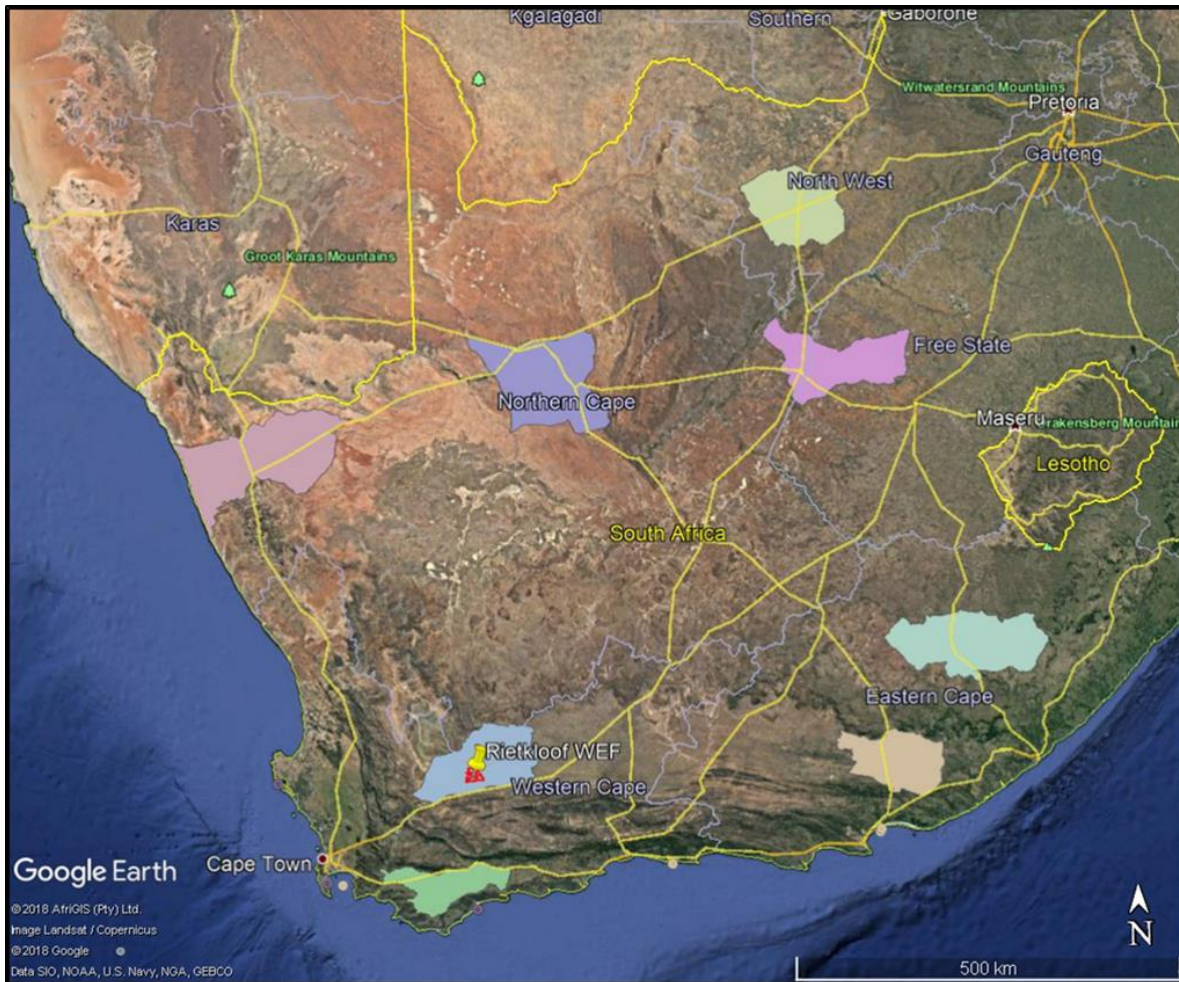 Kgalagadi
Southern
Gaborone
Witwatersrand Mountains
Pretoria
Gauteng
North West
Karas
Groot Karas Mountains
Free State
Northern Cape
Maseru
rakensberg Mountain
Lesotho
South Africa
Eastern Cape
Rietkloof WEF
Western Cape
Cape Town
Google Earth
©2018 AfriGIS (Pty) Ltd.
Image Landsat / Copernicus
©2018 Google
Data SIO, NOAA, U.S. Navy, NGA, GEBCO
N
500 km